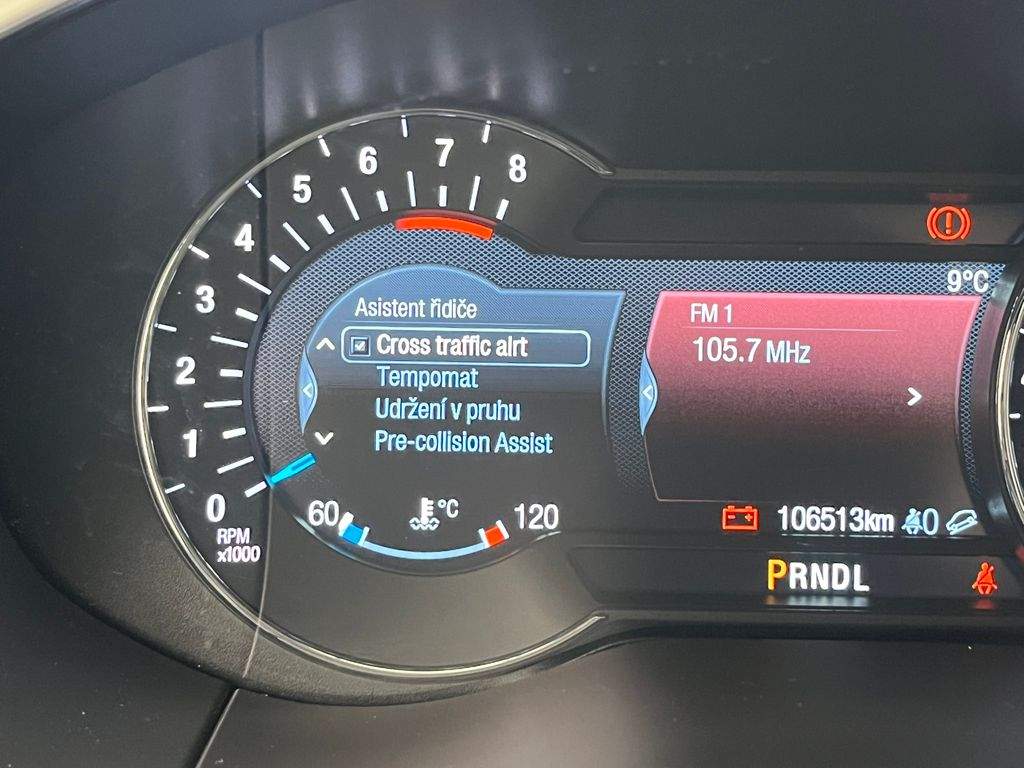 8
7
6
5
4
3
2
1
0
RPM
x1000
Asistent řidiče
Cross traffic alrt
Tempomat
Udržení v pruhu
Pre-collision Assist
60
°C
120
9°C
FM 1
105.7 MHz
106513km
0
PRNDL